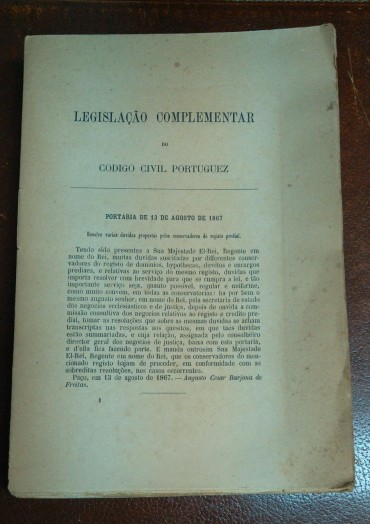 LEGISLAÇÃO COMPLEMENTAR
DO
CODIGO CIVIL PORTUGUEZ
PORTARIA DE 13 DE AGOSTO DE 1867
Resolve varias duvidas propostas pelos conservadores do registo predial.
Tendo sido presentes a Sua Magestade El-Rei, Regente em
nome do Rei, muitas duvidas suscitadas por differentes conser-
vadores do registo de dominios, hypothecas, direitos e encargos
prediaes, e relativas ao serviço do mesmo registo, duvidas que
importa resolver com brevidade para que se cumpra a lei, e tão
importante serviço seja, quanto possivel, regular e uniforme,
como muito convem, em todas as conservatorias: ha por bem o
mesmo augusto senhor, em nome do Rei, pela secretaria de estado
dos negocios ecclesiasticos e de justiça, depois de ouvida a com-
missão consultiva dos negocios relativos ao registo e credito pre-
dial, tomar as resoluções que sobre as mesmas duvidas se acham
transcriptas nas respostas aos quesitos, em que taes duvidas
estão summariadas, e cuja relação, assignada pelo conselheiro
director geral dos negocios de justiça, baixa com esta portaria,
e d'ella fica fazendo parte. E manda outrosim Sua Magestade
El-Rei, Regente em nome do Rei, que os conservadores do men-
cionado registo hajam de proceder, em conformidade com as
sobreditas resoluções, nos casos occorrentes.
Paço, em 13 de agosto de 1867. — Augusto Cesar Barjona de
Freitas.
1